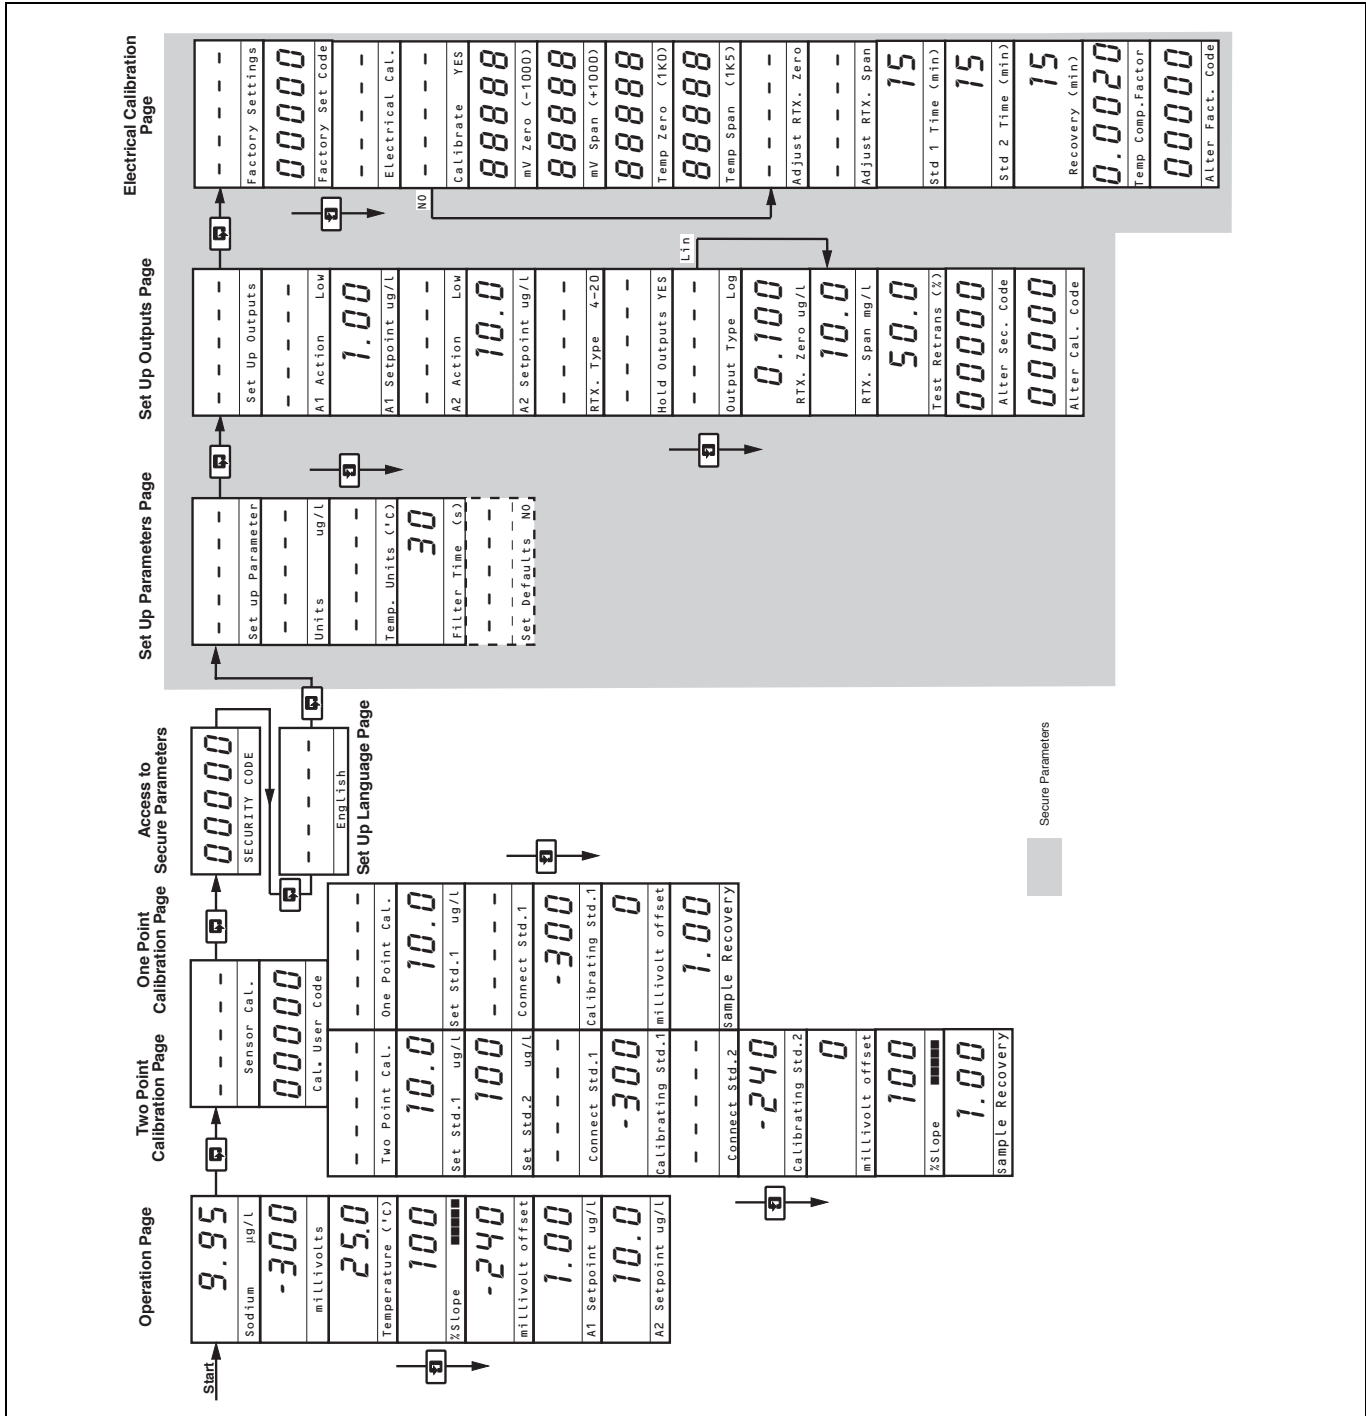 Operation Page
Start
9.95
Sodium µg/l
-300
millivolts
25.0
Temperature ('C)
100
%Slope
-240
millivolt offset
1.00
A1 Setpoint ug/l
10.0
A2 Setpoint ug/l
Two Point
Calibration Page
One Point
Calibration Page
- - - - -
Sensor Cal.
00000
Cal. User Code
- - - - -
Two Point Cal.
10.0
Set Std.1 ug/l
100
Set Std.2 ug/l
- - - - -
Connect Std.1
-300
Calibrating Std.1
- - - - -
Connect Std.2
-240
Calibrating Std.2
0
millivolt offset
100
%Slope
1.00
sample Recovery
- - - - -
One Point Cal.
10.0
Set Std.1 ug/l
- - - - -
Connect Std.1
-300
Calibrating Std.1
0
millivolt offset
1.00
sample Recovery
Access to
Secure Parameters
00000
SECURITY CODE
- - - - -
English
Set Up Language Page
Set Up Parameters Page
- - - - -
Set up Parameter
- - - - -
Units ug/l
- - - - -
Temp. Units ('C)
30
Filter Time (s)
- - - - -
Set Defaults NO
Set Up Outputs Page
- - - - -
Set Up Outputs
- - - - -
A1 Action Low
1.00
A1 Setpoint ug/l
- - - - -
A2 Action Low
10.0
A2 Setpoint ug/l
- - - - -
RTX. Type 4-20
- - - - -
Hold Outputs YES
- - - - -
Output Type Log
Lin
0.100
RTX. Zero ug/l
10.0
RTX. Span mg/l
50.0
Test Retrans (%)
00000
Alter Sec. Code
00000
Alter Cal. Code
Electrical Calibration
Page
- - - - -
Factory Settings
00000
Factory Set Code
- - - - -
Electrical Cal.
- - - - -
Calibrate YES
NO
88888
mV Zero (-1000)
88888
mV Span (+1000)
88888
Temp Zero (1K0)
88888
Temp Span (1K5)
- - - - -
Adjust RTX. Zero
- - - - -
Adjust RTX. Span
15
Std 1 Time (min)
15
Std 2 Time (min)
15
Recovery (min)
0.0020
Temp Comp.Factor
00000
Alter Fact. Code
Secure Parameters